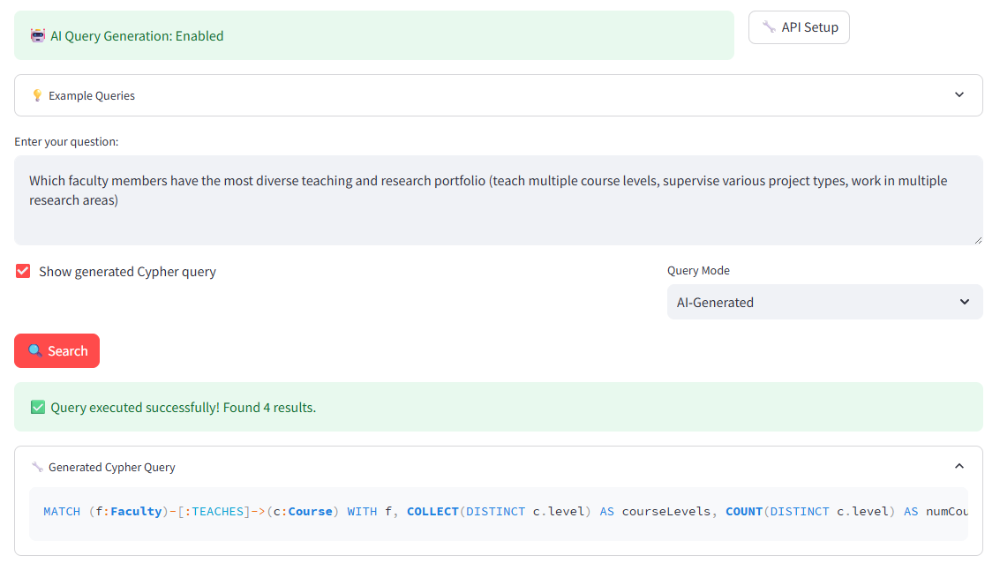 AI Query Generation: Enabled
API Setup
Example Queries
Enter your question:
Which faculty members have the most diverse teaching and research portfolio (teach multiple course levels, supervise various project types, work in multiple
research areas)
Show generated Cypher query
Query Mode
AI-Generated
Search
Query executed successfully! Found 4 results.
Generated Cypher Query
MATCH (f:Faculty)-[:TEACHES]->(c:Course) WITH f, COLLECT(DISTINCT c.level) AS courseLevels, COUNT(DISTINCT c.level) AS numCou